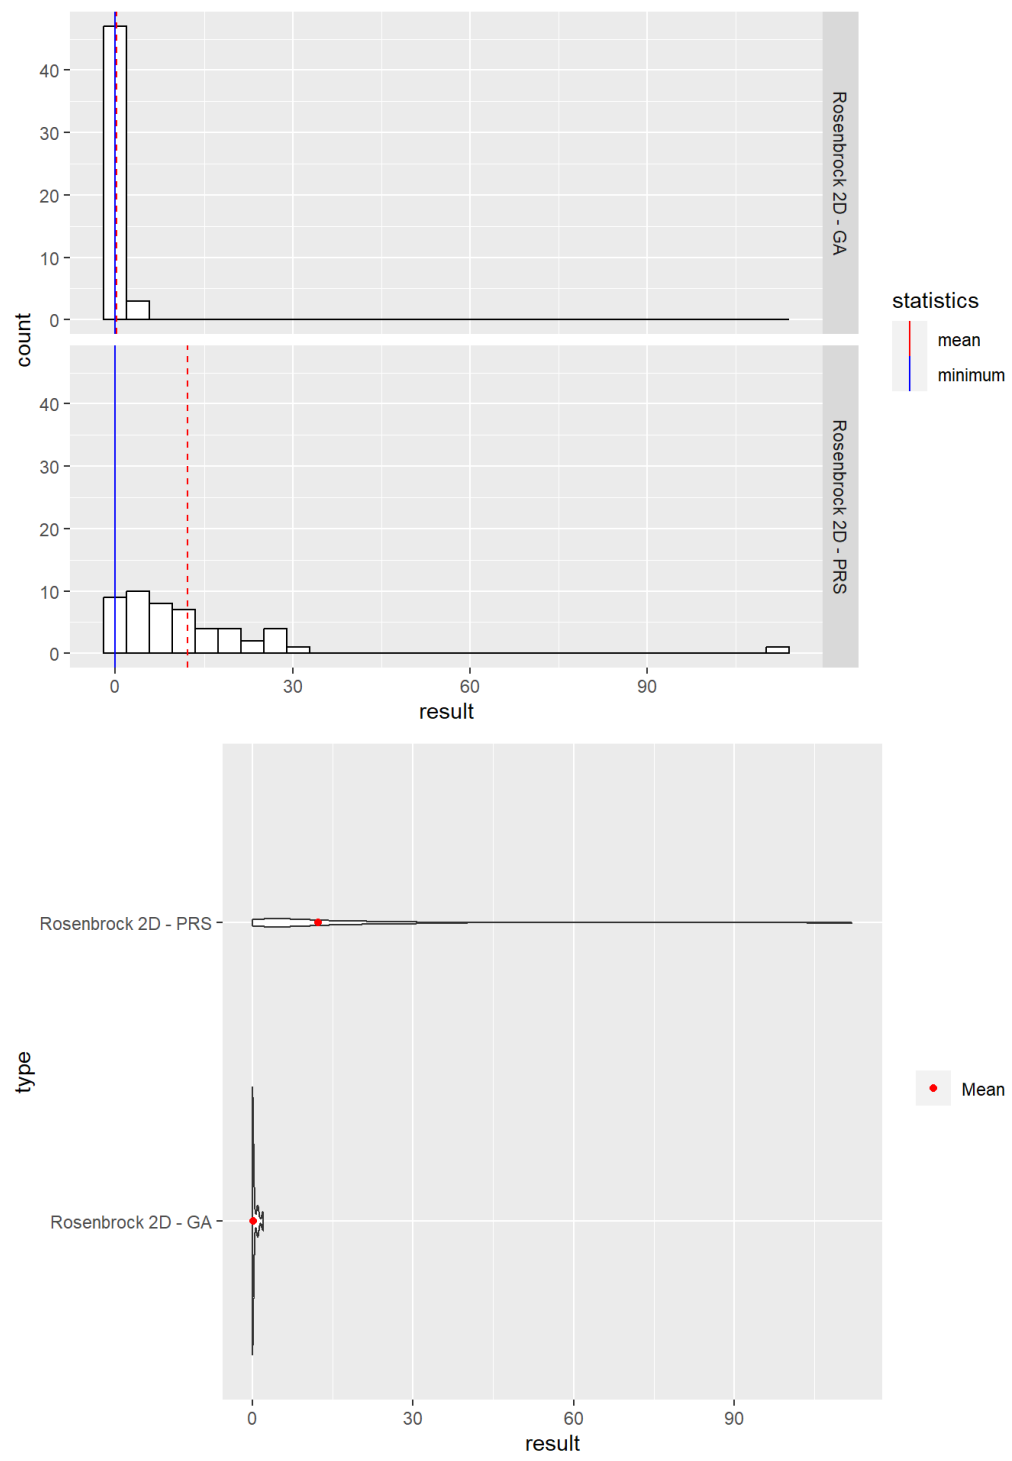 40
30
20
10
0
Rosenbrock 2D - GA
count
40
30
20
10
0
Rosenbrock 2D - PRS
0 30 60 90
result
statistics
mean
minimum
Rosenbrock 2D - PRS
type
Rosenbrock 2D - GA
0 30 60 90
result
Mean